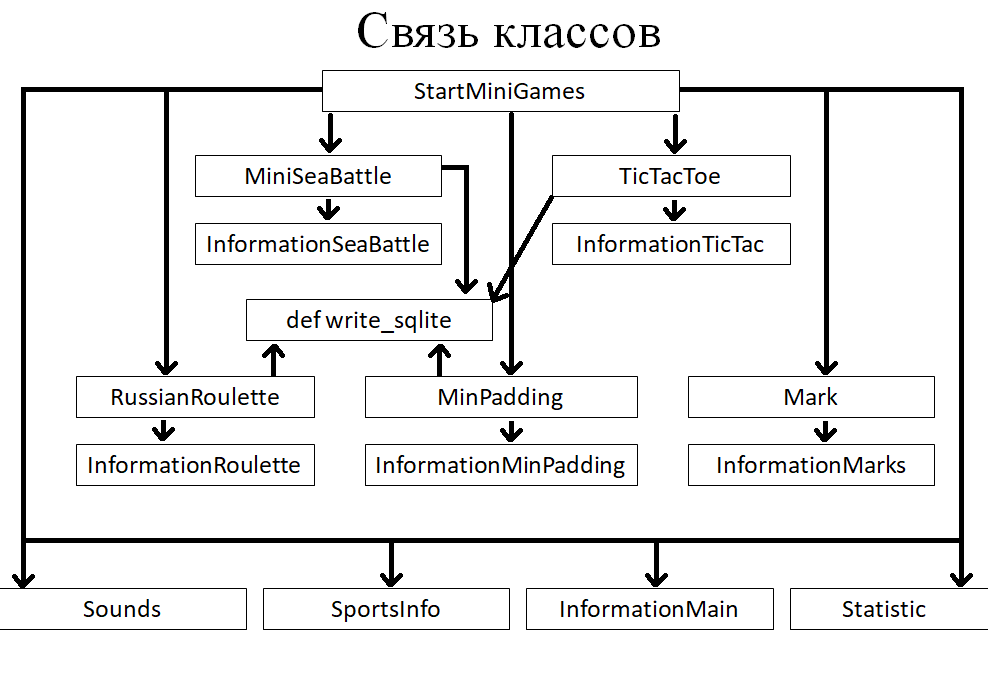 Связь классов
StartMiniGames
MiniSeaBattle
TicTacToe
InformationSeaBattle
InformationTicTac
def write_sqlite
RussianRoulette
MinPadding
Mark
InformationRoulette
InformationMinPadding
InformationMarks
Sounds
SportsInfo
InformationMain
Statistic